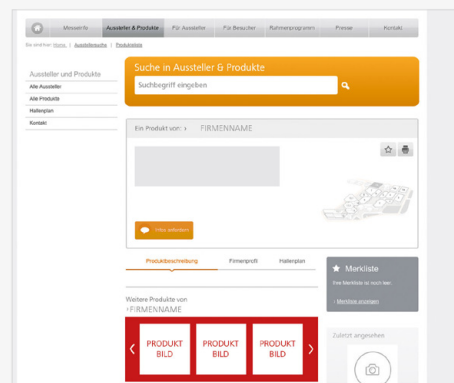 Messeinfo Aussteller & Produkte Für Aussteller Für Besucher Rahmenprogramm Presse Kontakt
Sie sind hier: Home | Ausstellersuche | Produktliste
Aussteller und Produkte
Alle Aussteller
Alle Produkte
Hallenplan
Kontakt
Suche in Aussteller & Produkte
Suchbegriff eingeben
Ein Produkt von: › FIRMENNAME
Infos anfordern
Produktbeschreibung Firmenprofil Hallenplan
Merkliste
Ihre Merkliste ist noch leer.
› Merkliste anzeigen
Weitere Produkte von
›FIRMENNAME
PRODUKT BILD
PRODUKT BILD
PRODUKT BILD
Zuletzt angesehen